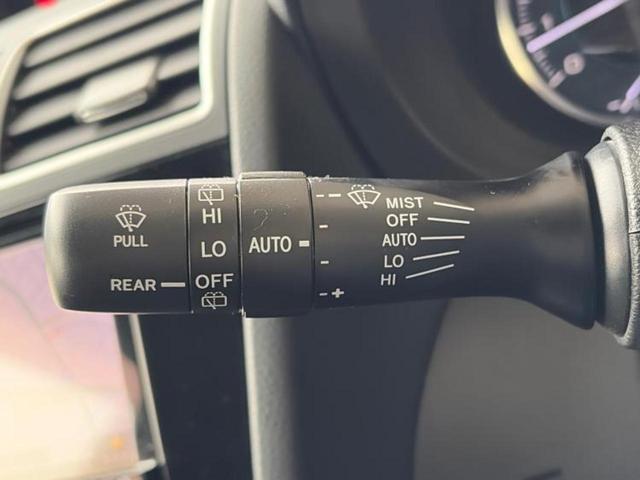 PULL
REAR
HI
LO
OFF
AUTO
- -
-
-
- +
MIST
OFF
AUTO
LO
HI